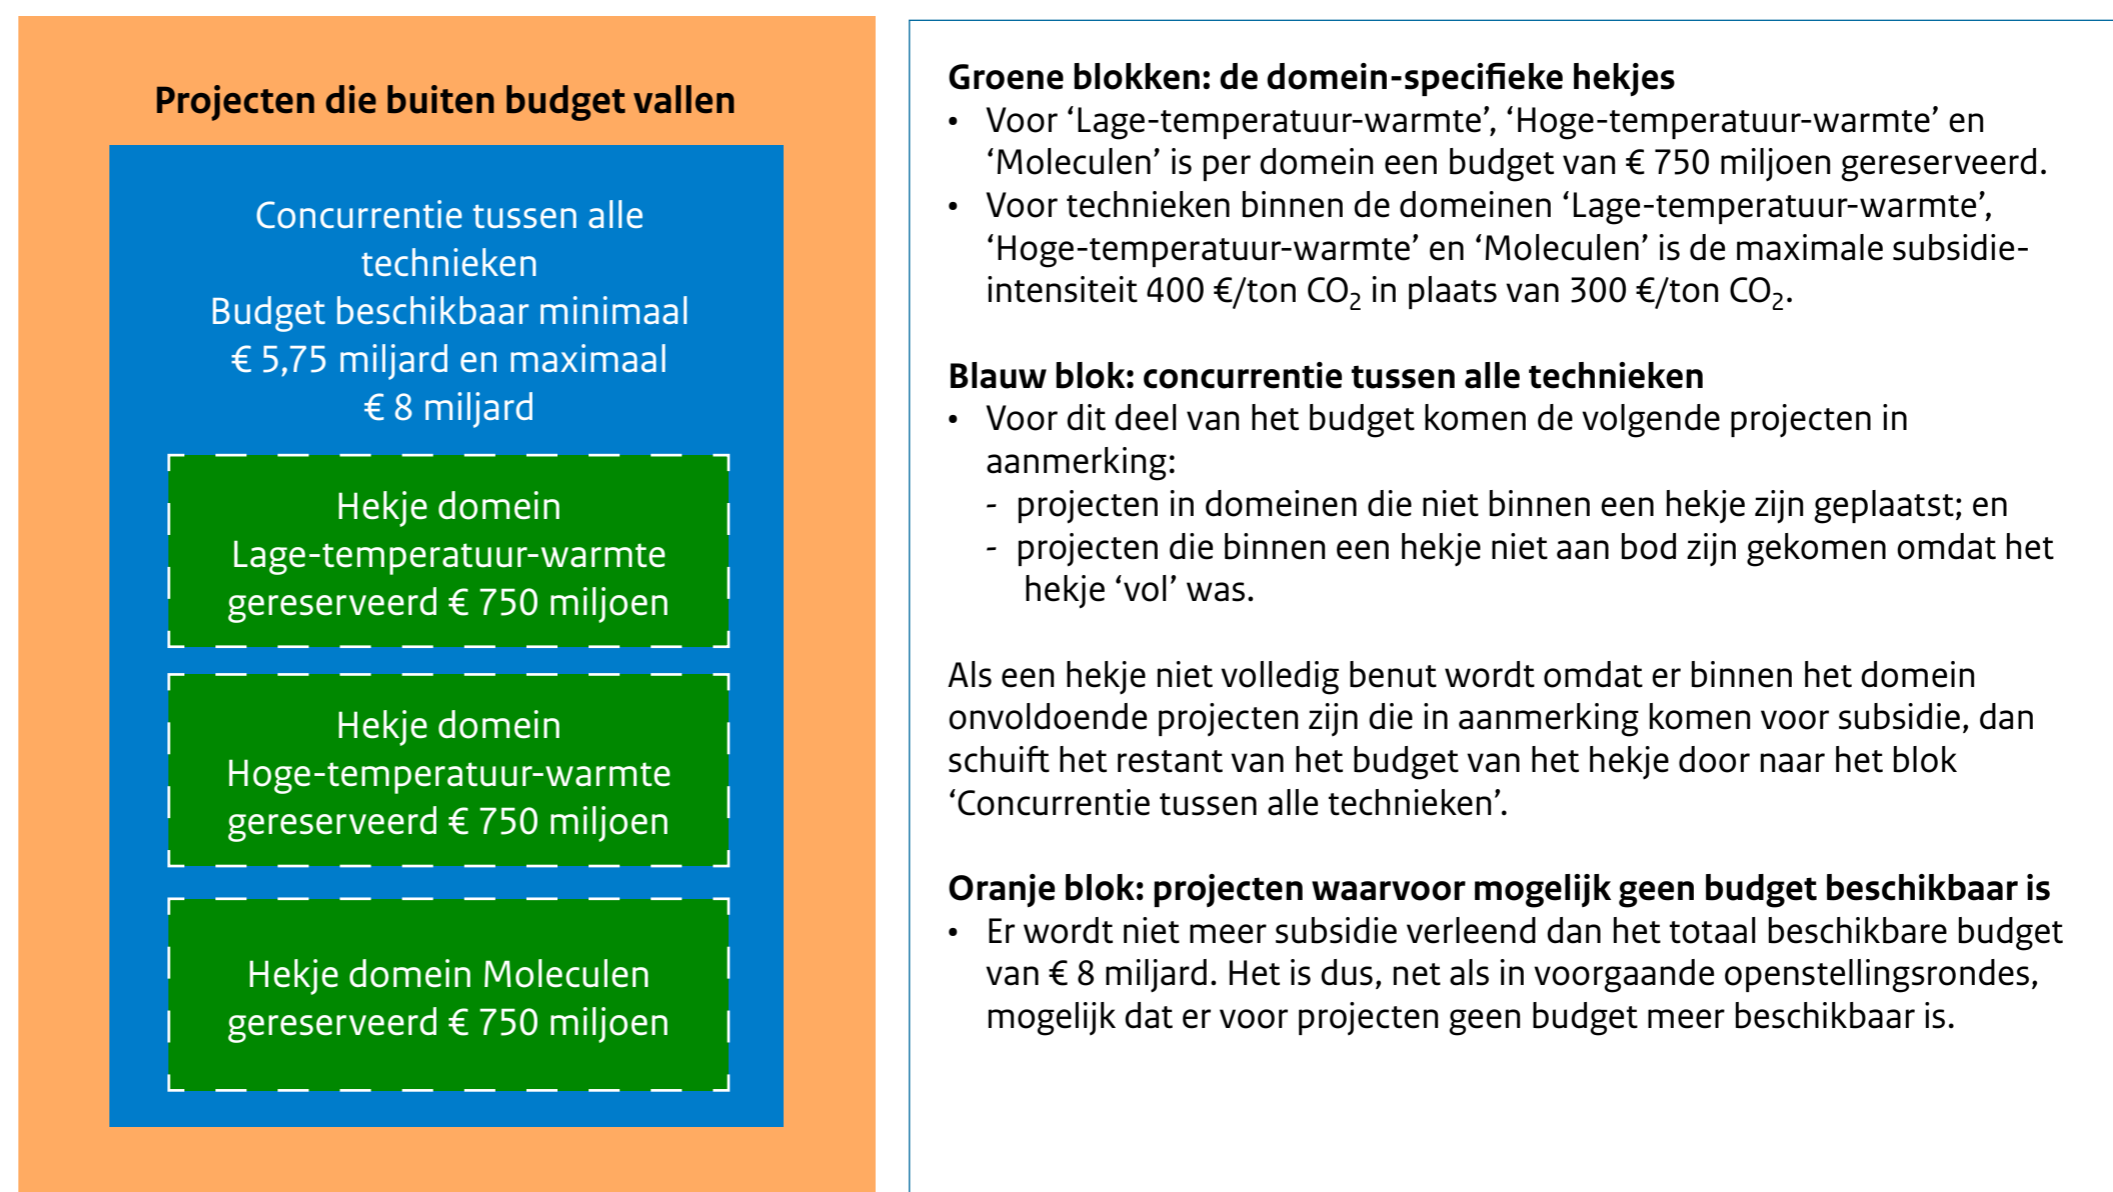 Projecten die buiten budget vallen
Concurrentie tussen alle
technieken
Budget beschikbaar minimaal
€ 5,75 miljard en maximaal
€ 8 miljard
Hekje domein
Lage-temperatuur-warmte
gereserveerd € 750 miljoen
Hekje domein
Hoge-temperatuur-warmte
gereserveerd € 750 miljoen
Hekje domein Moleculen
gereserveerd € 750 miljoen
Groene blokken: de domein-specifieke hekjes
• Voor ‘Lage-temperatuur-warmte’, ‘Hoge-temperatuur-warmte’ en
‘Moleculen’ is per domein een budget van € 750 miljoen gereserveerd.
• Voor technieken binnen de domeinen ‘Lage-temperatuur-warmte’,
‘Hoge-temperatuur-warmte’ en ‘Moleculen’ is de maximale subsidie-
intensiteit 400 €/ton CO₂ in plaats van 300 €/ton CO₂.
Blauw blok: concurrentie tussen alle technieken
• Voor dit deel van het budget komen de volgende projecten in
aanmerking:
- projecten in domeinen die niet binnen een hekje zijn geplaatst; en
- projecten die binnen een hekje niet aan bod zijn gekomen omdat het
hekje ‘vol’ was.
Als een hekje niet volledig benut wordt omdat er binnen het domein
onvoldoende projecten zijn die in aanmerking komen voor subsidie, dan
schuift het restant van het budget van het hekje door naar het blok
‘Concurrentie tussen alle technieken’.
Oranje blok: projecten waarvoor mogelijk geen budget beschikbaar is
• Er wordt niet meer subsidie verleend dan het totaal beschikbare budget
van € 8 miljard. Het is dus, net als in voorgaande openstellingsrondes,
mogelijk dat er voor projecten geen budget meer beschikbaar is.